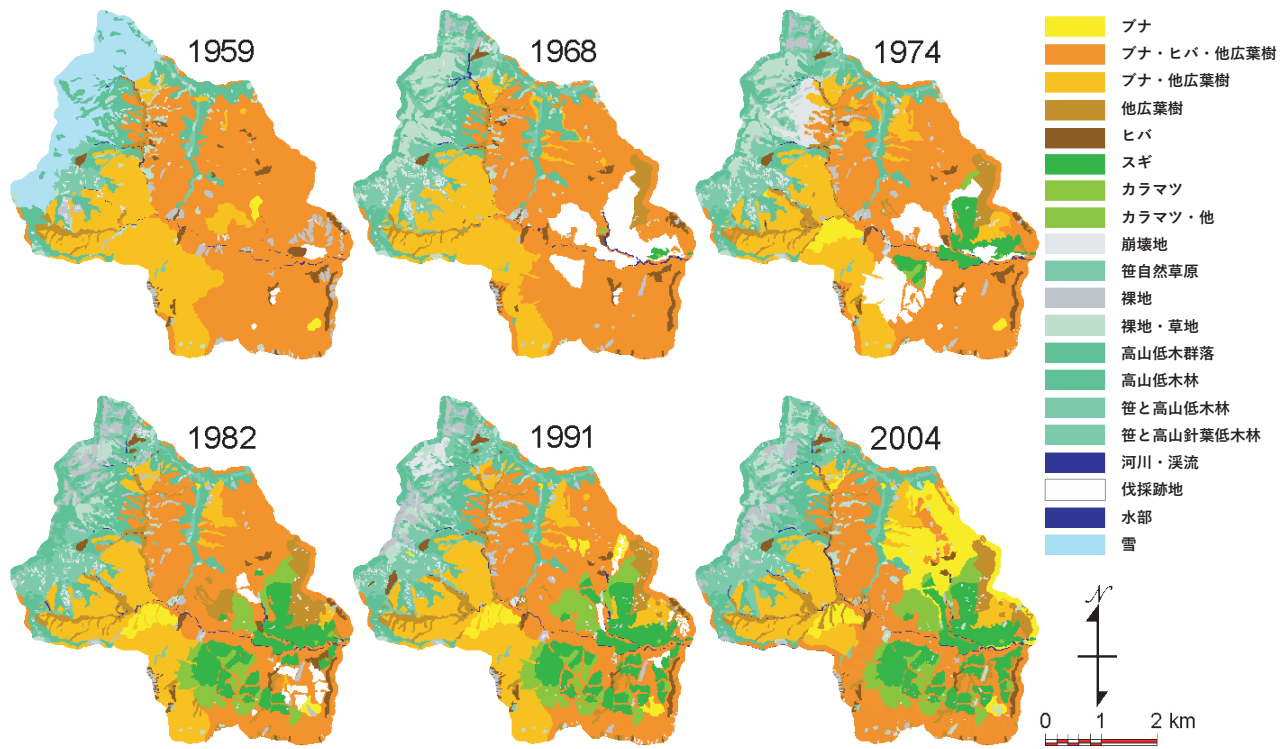 1959
1968
1974
1982
1991
2004
ブナ
ブナ・ヒバ・他広葉樹
ブナ・他広葉樹
他広葉樹
ヒバ
スギ
カラマツ
カラマツ・他
崩壊地
笹自然草原
裸地
裸地・草地
高山低木群落
高山低木林
笹と高山低木林
笹と高山針葉低木林
河川・渓流
伐採跡地
水部
雪
N
0 1 2 km